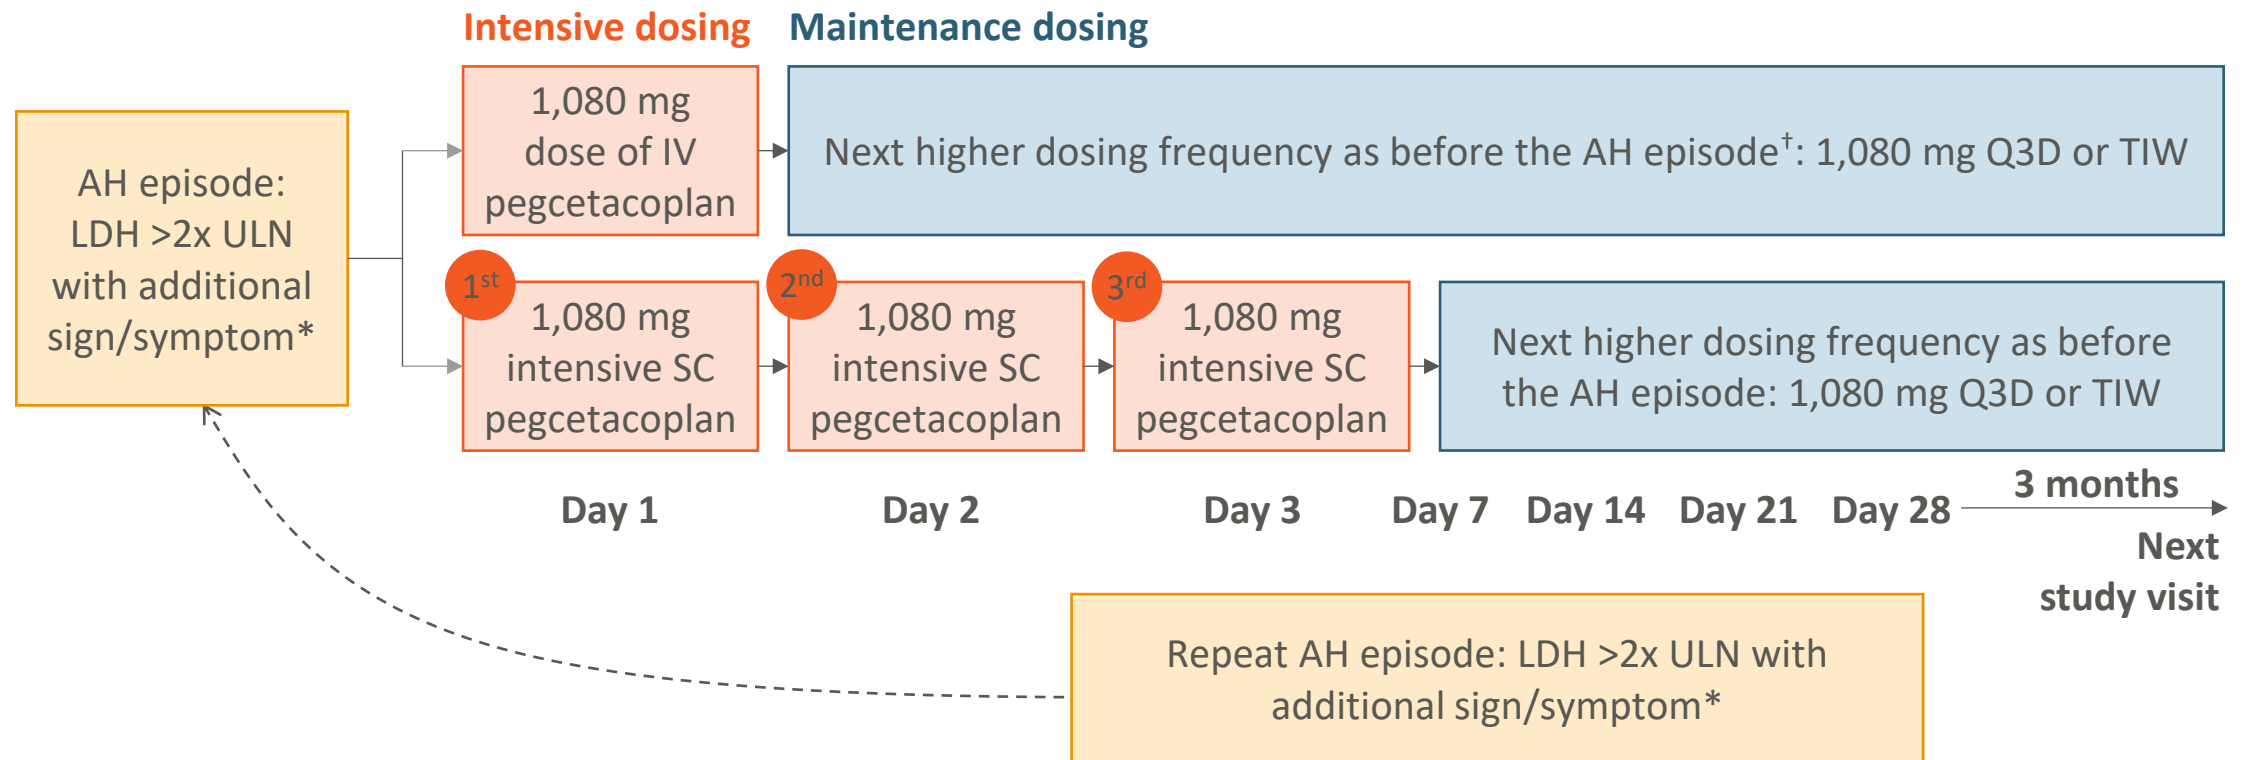 Intensive dosing
Maintenance dosing
AH episode:
LDH >2x ULN
with additional
sign/symptom*
1,080 mg
dose of IV
pegcetacoplan
Next higher dosing frequency as before the AH episode†: 1,080 mg Q3D or TIW
1st
1,080 mg
intensive SC
pegcetacoplan
2nd
1,080 mg
intensive SC
pegcetacoplan
3rd
1,080 mg
intensive SC
pegcetacoplan
Next higher dosing frequency as before
the AH episode: 1,080 mg Q3D or TIW
Day 1
Day 2
Day 3
Day 7
Day 14
Day 21
Day 28
3 months
Next
study visit
Repeat AH episode: LDH >2x ULN with
additional sign/symptom*